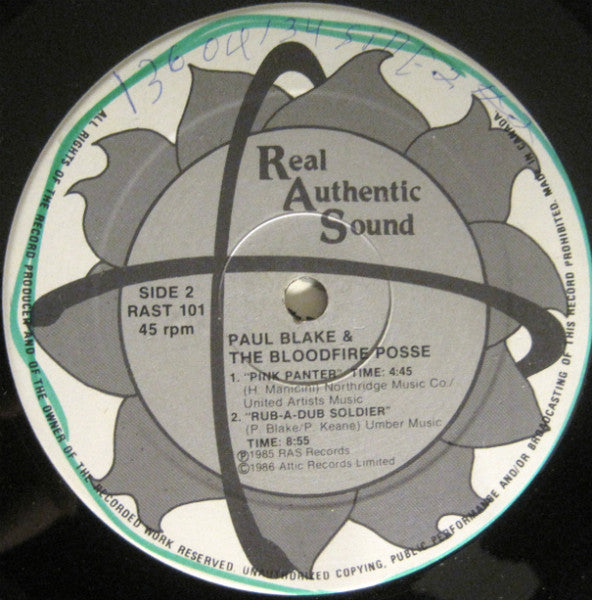 Real
Authentic
Sound
SIDE 2
RAST 101
45 rpm
PAUL BLAKE &
THE BLOODFIRE POSSE
1. "PINK PANTER" TIME: 4:45
(H. Mancini) Northridge Music Co./
United Artists Music
2. "RUB-A-DUB SOLDIER"
(P. Blake/P. Keane) Umber Music
TIME: 8:55
Ⓟ1985 RAS Records
©1986 Attic Records Limited
ALL RIGHTS OF THE RECORD PRODUCER AND OF THE OWNER OF THE RECORDED WORK RESERVED. UNAUTHORIZED COPYING, PUBLIC PERFORMANCE AND/OR BROADCASTING OF THIS RECORD PROHIBITED. MADE IN CANADA.